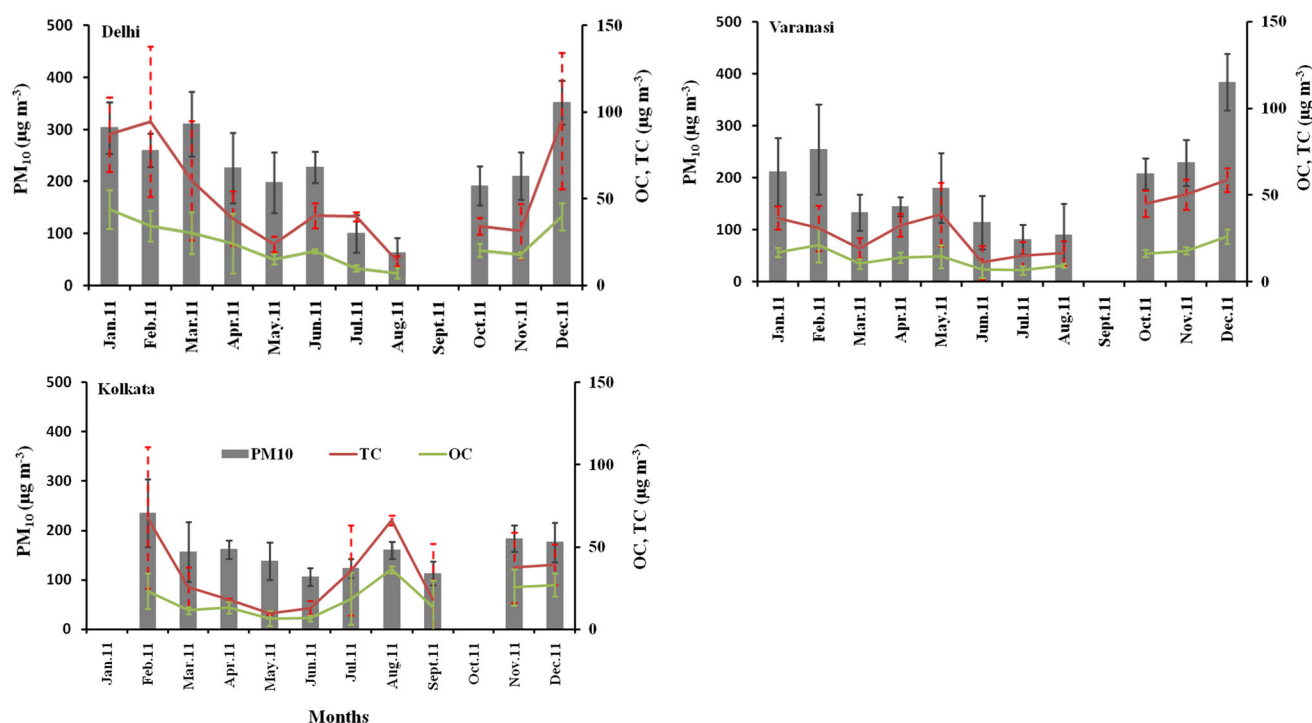 Delhi
PM10 (µg m-3)
500
400
300
200
100
0
150
100
50
0
OC, TC (µg m-3)
Jan.11
Feb.11
Mar.11
Apr.11
May.11
Jun.11
Jul.11
Aug.11
Sept.11
Oct.11
Nov.11
Dec.11
Varanasi
PM10 (µg m-3)
500
400
300
200
100
0
150
100
50
0
OC, TC (µg m-3)
Jan.11
Feb.11
Mar.11
Apr.11
May.11
Jun.11
Jul.11
Aug.11
Sept.11
Oct.11
Nov.11
Dec.11
Kolkata
PM10 (µg m-3)
500
400
300
200
100
0
PM10 TC OC
150
100
50
0
OC, TC (µg m-3)
Jan.11
Feb.11
Mar.11
Apr.11
May.11
Jun.11
Jul.11
Aug.11
Sept.11
Oct.11
Nov.11
Dec.11
Months